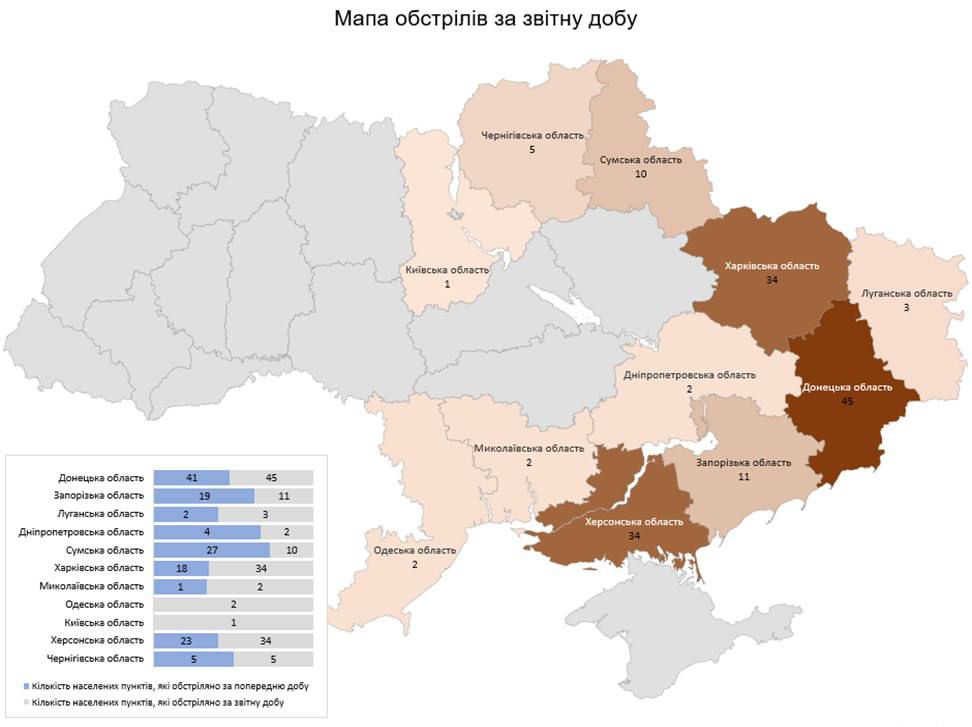 Мапа обстрілів за звітну добу
Чернігівська область
5
Сумська область
10
Київська область
1
Харківська область
34
Луганська область
3
Дніпропетровська область
2
Донецька область
45
Миколаївська область
2
Запорізька область
11
Херсонська область
34
Одеська область
2
Донецька область 41 45
Запорізька область 19 11
Луганська область 2 3
Дніпропетровська область 4 2
Сумська область 27 10
Харківська область 18 34
Миколаївська область 1 2
Одеська область 2
Київська область 1
Херсонська область 23 34
Чернігівська область 5 5
Кількість населених пунктів, які обстріляно за попередню добу
Кількість населених пунктів, які обстріляно за звітну добу